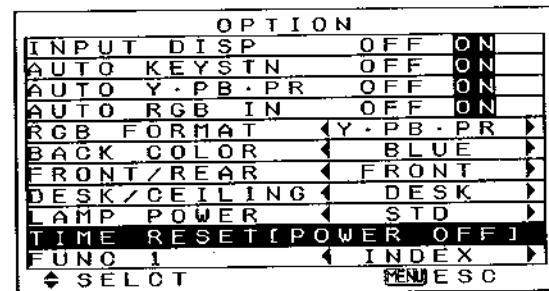 OPTION
INPUT DISP OFF ON
AUTO KEYSTN OFF ON
AUTO Y·PB·PR OFF ON
AUTO RGB IN OFF ON
RGB FORMAT ◀Y·PB·PR▶
BACK COLOR ◀BLUE▶
FRONT/REAR ◀FRONT▶
DESK/CEILING◀DESK▶
LAMP POWER ◀STD▶
TIME RESET[POWER OFF]
FUNC 1 ◀INDEX▶
SELCT MENU ESC